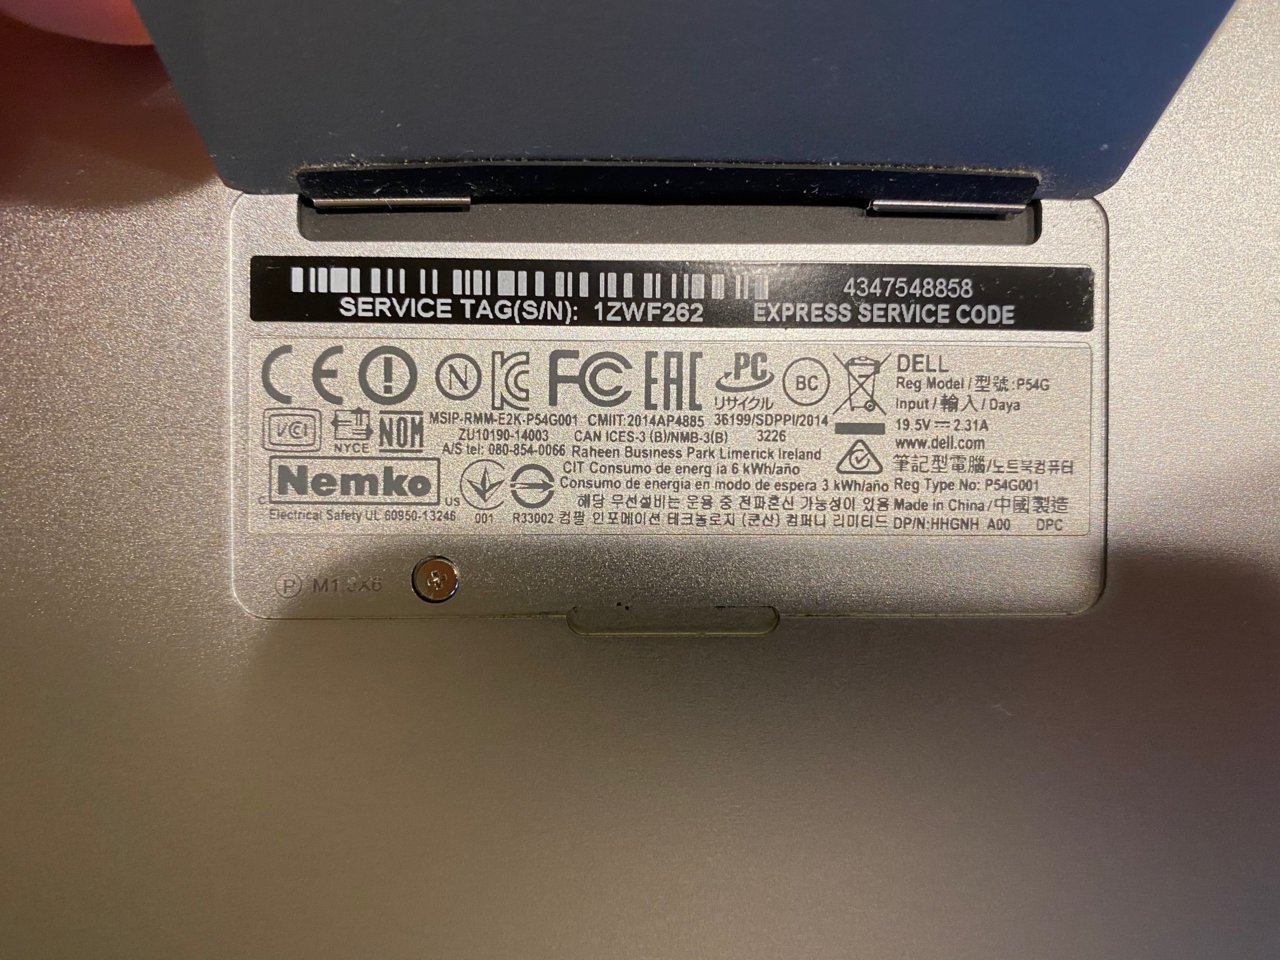 4347548858
SERVICE TAG(S/N): 1ZWF262 EXPRESS SERVICE CODE
CE N FC EAC PC BC DELL
リサイクル Reg Model / 型號 : P54G
Input / 輸入 / Daya
VCI NYCE NOM MSIP-RMM-E2K-P54G001 CMIIT:2014AP4885 36199/SDPPI/2014 19.5V ⎓ 2.31A
ZU10190-14003 CAN ICES-3 (B)/NMB-3(B) 3226 www.dell.com
A/S tel: 080-854-0066 Raheen Business Park Limerick Ireland
筆記型電腦/노트북컴퓨터
Nemko CIT Consumo de energ ia 6 kWh/año
Consumo de energia en modo de espera 3 kWh/año Reg Type No: P54G001
C US 해당 무선설비는 운용 중 전파혼신 가능성이 있음 Made in China / 中國製造
Electrical Safety UL 60950-13246 001 R33002 컴팔 인포메이션 테크놀로지 (쿤산) 컴퍼니 리미티드 DP/N:HHGNH A00 DPC
P